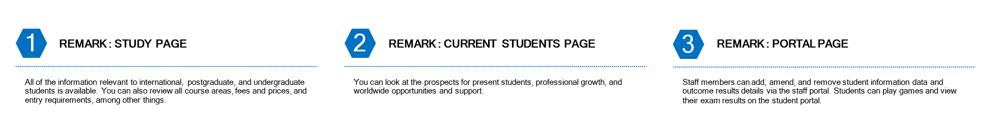 1
REMARK: STUDY PAGE
All of the information relevant to international, postgraduate, and undergraduate
students is available. You can also review all course areas, fees and prices, and
entry requirements, among other things.
2
REMARK: CURRENT STUDENTS PAGE
You can look at the prospects for present students, professional growth, and
worldwide opportunities and support.
3
REMARK: PORTAL PAGE
Staff members can add, amend, and remove student information data and
outcome results details via the staff portal. Students can play games and view
their exam results on the student portal.